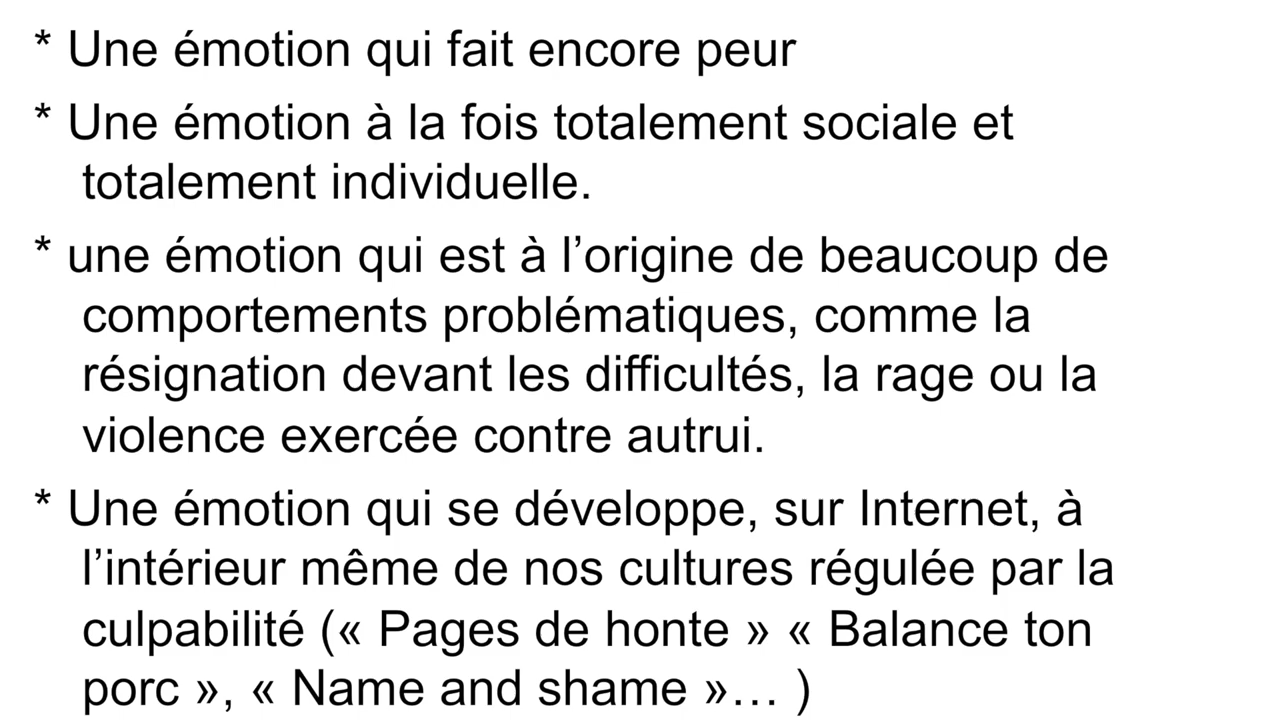 * Une émotion qui fait encore peur
* Une émotion à la fois totalement sociale et
totalement individuelle.
* une émotion qui est à l’origine de beaucoup de
comportements problématiques, comme la
résignation devant les difficultés, la rage ou la
violence exercée contre autrui.
* Une émotion qui se développe, sur Internet, à
l’intérieur même de nos cultures régulée par la
culpabilité (« Pages de honte » « Balance ton
porc », « Name and shame »… )